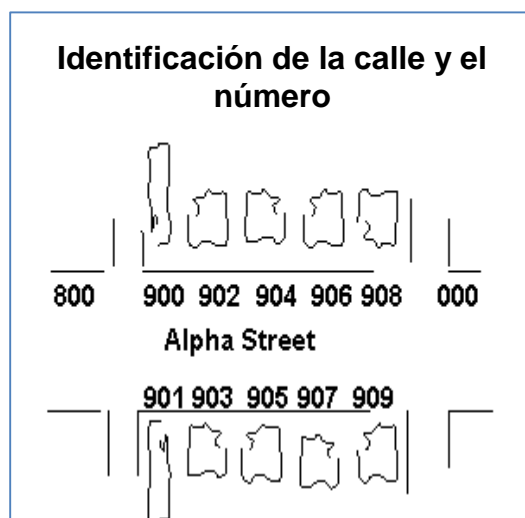 Identificación de la calle y el
número
800 900 902 904 906 908 000
Alpha Street
901 903 905 907 909